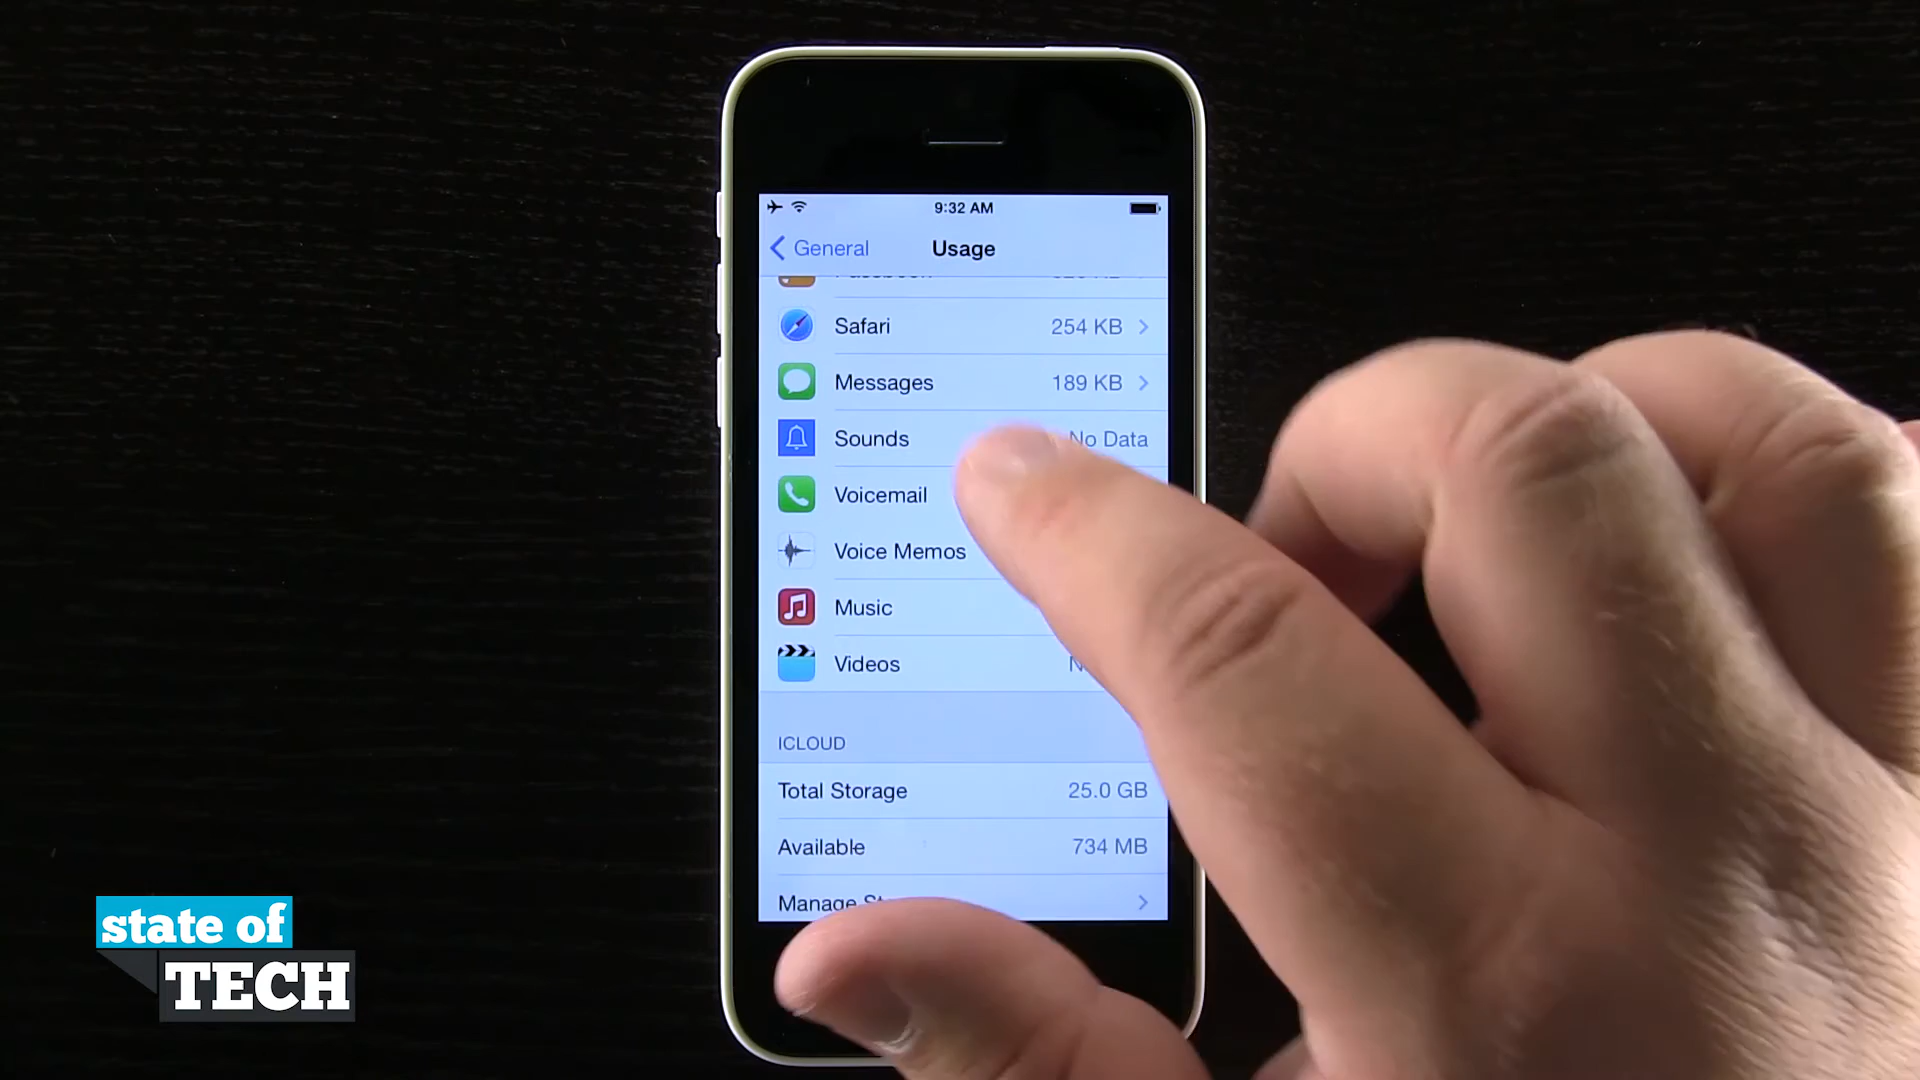 9:32 AM
General Usage
Safari 254 KB
Messages 189 KB
Sounds No Data
Voicemail
Voice Memos
Music
Videos
ICLOUD
Total Storage 25.0 GB
Available 734 MB
Manage
state of
TECH